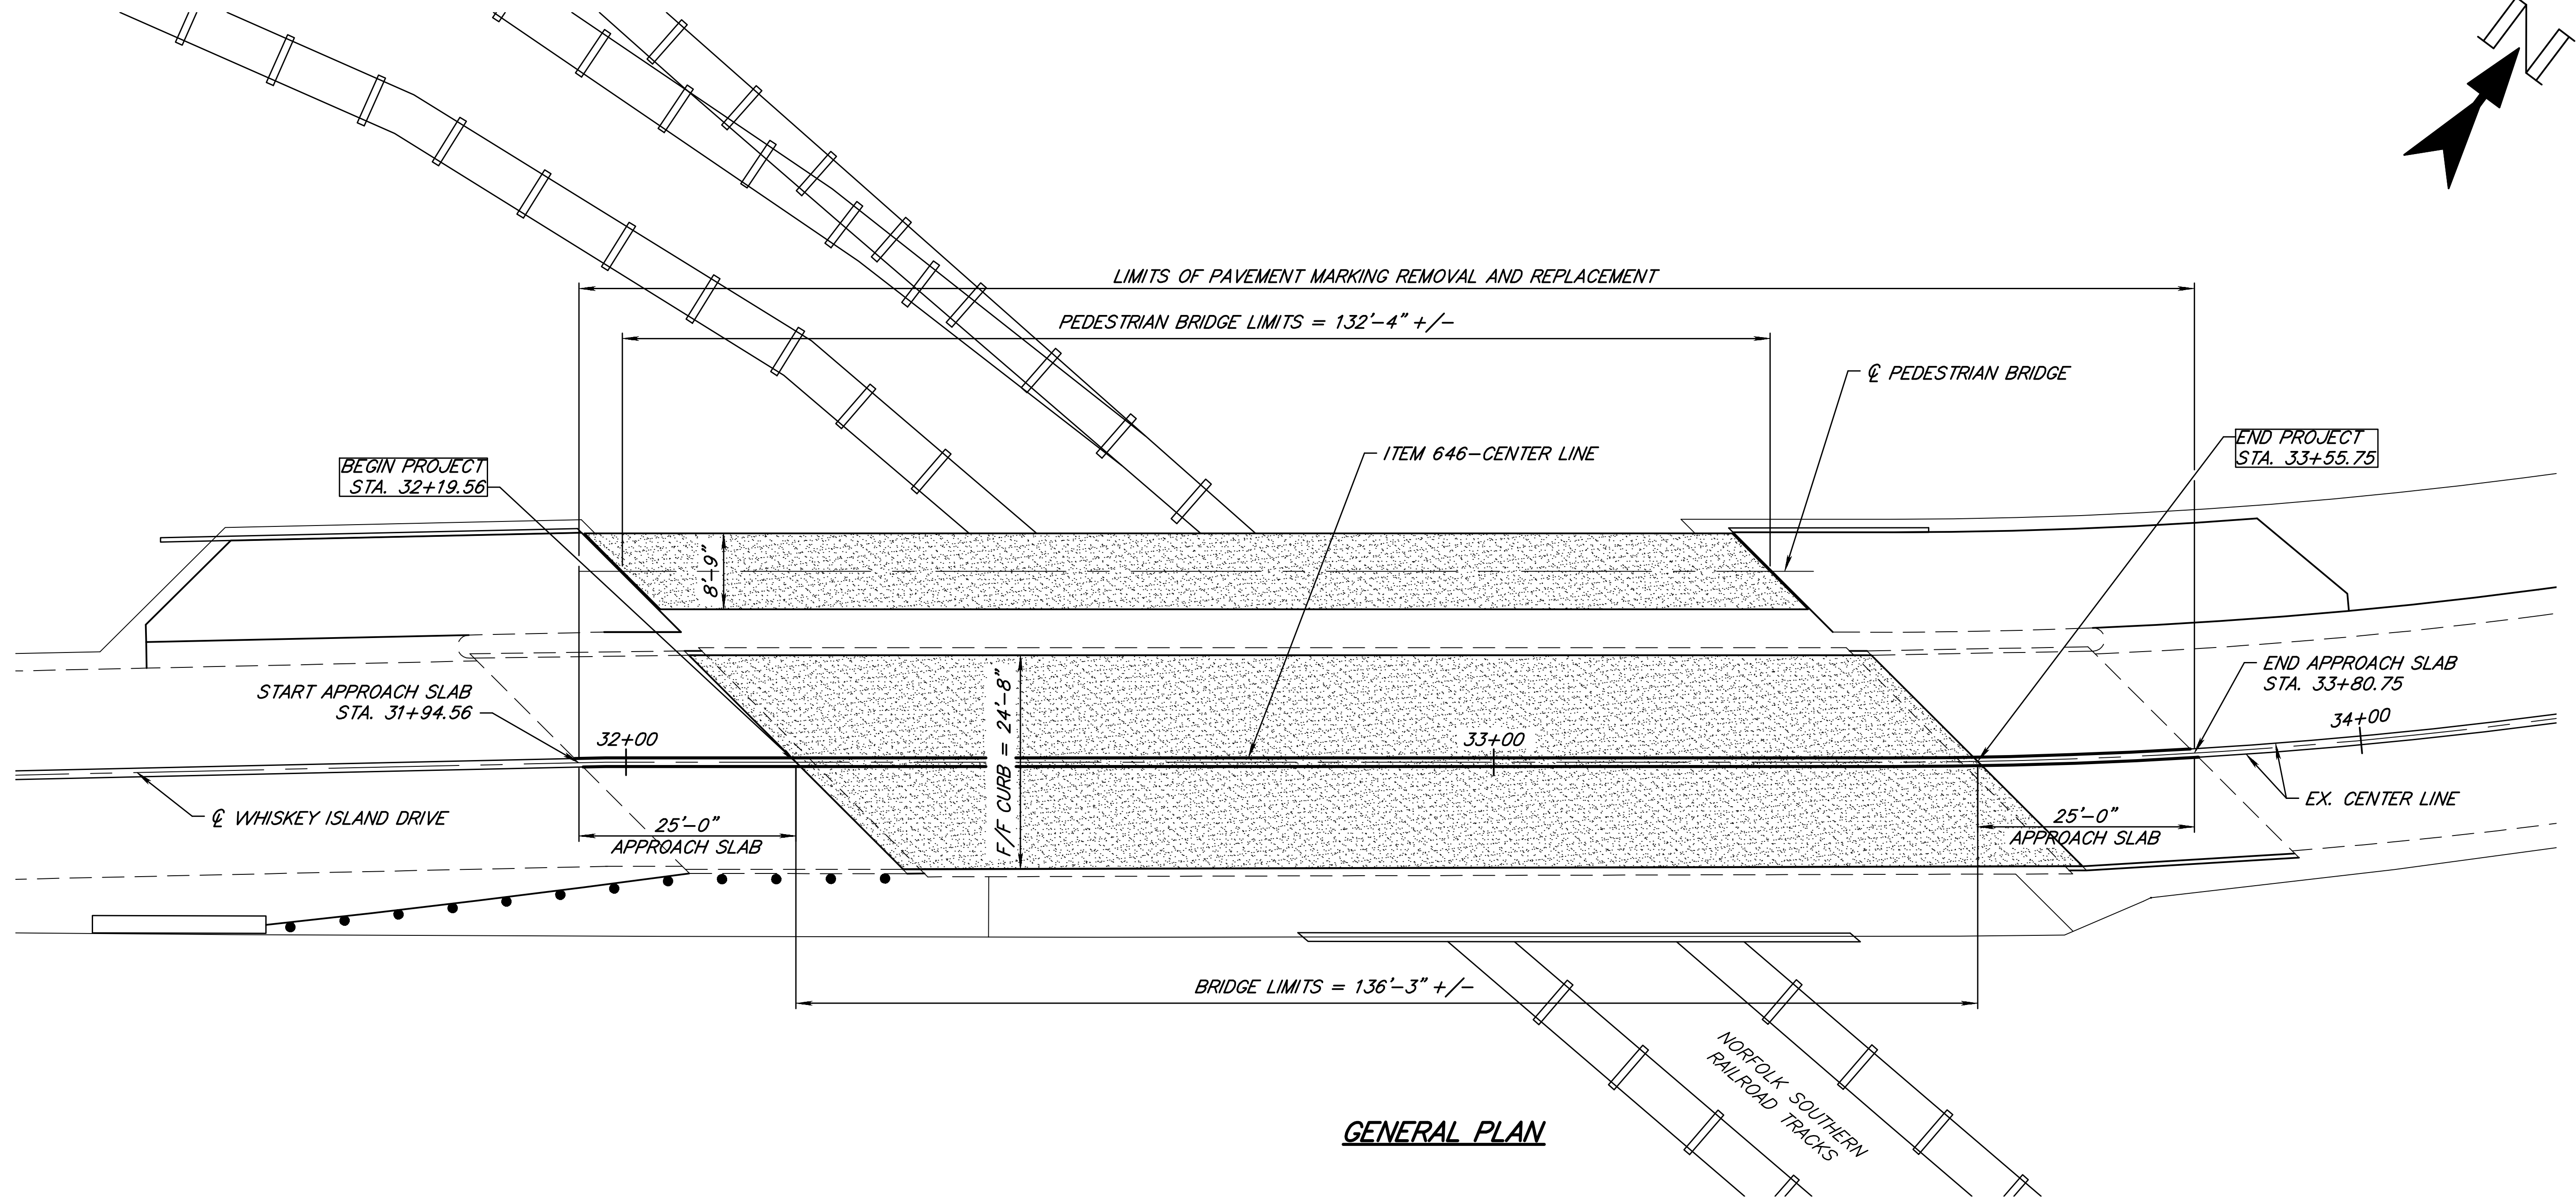 N
LIMITS OF PAVEMENT MARKING REMOVAL AND REPLACEMENT
PEDESTRIAN BRIDGE LIMITS = 132'-4" +/-
℄ PEDESTRIAN BRIDGE
ITEM 646-CENTER LINE
END PROJECT
STA. 33+55.75
BEGIN PROJECT
STA. 32+19.56
8'-9"
START APPROACH SLAB
STA. 31+94.56
END APPROACH SLAB
STA. 33+80.75
32+00
33+00
34+00
F/F CURB = 24'-8"
℄ WHISKEY ISLAND DRIVE
EX. CENTER LINE
25'-0"
APPROACH SLAB
25'-0"
APPROACH SLAB
BRIDGE LIMITS = 136'-3" +/-
NORFOLK SOUTHERN
RAILROAD TRACKS
GENERAL PLAN